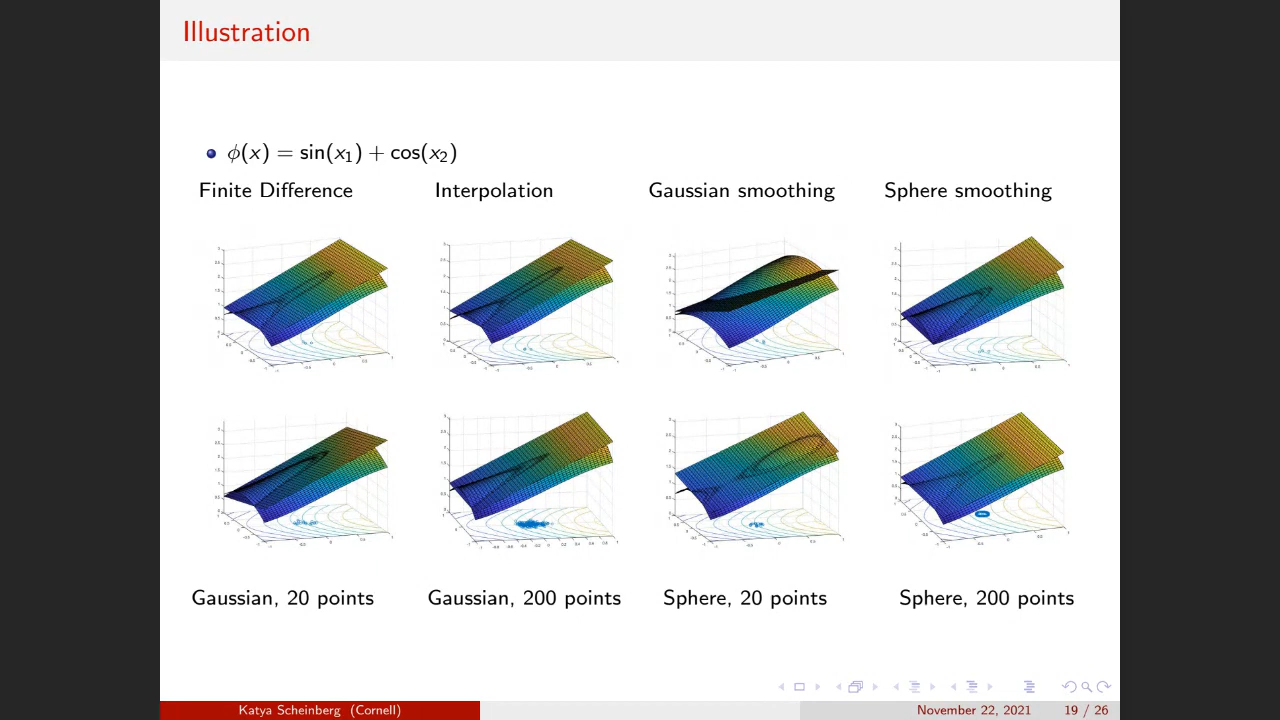 Illustration
ϕ(x) = sin(x₁) + cos(x₂)
Finite Difference
Interpolation
Gaussian smoothing
Sphere smoothing
Gaussian, 20 points
Gaussian, 200 points
Sphere, 20 points
Sphere, 200 points
Katya Scheinberg (Cornell)
November 22, 2021
19 / 26